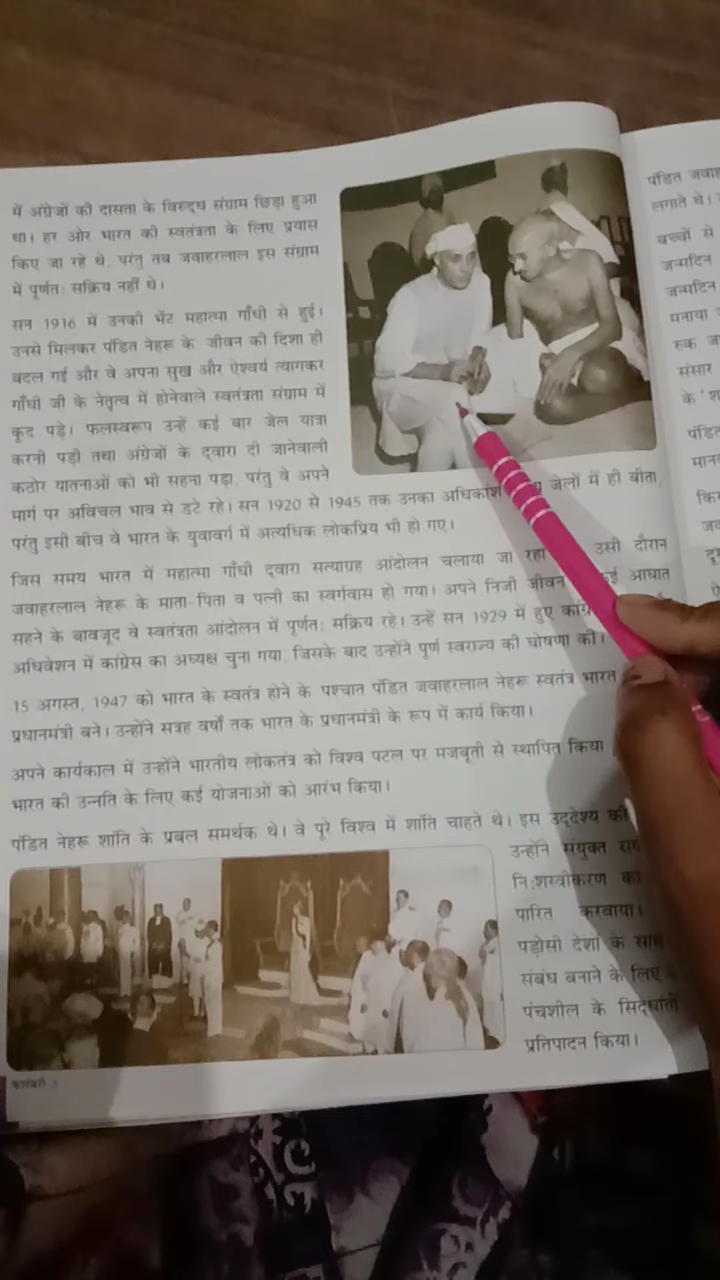 में अंग्रेजों की दासता के विरुद्ध संग्राम छिड़ा हुआ
था। हर ओर भारत की स्वतंत्रता के लिए प्रयास
किए जा रहे थे, परंतु तब जवाहरलाल इस संग्राम
में पूर्णत: सक्रिय नहीं थे।
सन 1916 में उनकी भेंट महात्मा गाँधी से हुई।
उनसे मिलकर पंडित नेहरू के जीवन की दिशा ही
बदल गई और वे अपना सुख और ऐश्वर्य त्यागकर
गाँधी जी के नेतृत्व में होनेवाले स्वतंत्रता संग्राम में
कूद पड़े। फलस्वरूप उन्हें कई बार जेल यात्रा
करनी पड़ी तथा अंग्रेजों के द्वारा दी जानेवाली
कठोर यातनाओं को भी सहना पड़ा, परंतु वे अपने
मार्ग पर अविचल भाव से डटे रहे। सन 1920 से 1945 तक उनका अधिकांश जेलों में ही बीता,
परंतु इसी बीच वे भारत के युवावर्ग में अत्यधिक लोकप्रिय भी हो गए।
जिस समय भारत में महात्मा गाँधी द्वारा सत्याग्रह आंदोलन चलाया जा रहा उसी दौरान
जवाहरलाल नेहरू के माता-पिता व पत्नी का स्वर्गवास हो गया। अपने निजी जीवन आघात
सहने के बावजूद वे स्वतंत्रता आंदोलन में पूर्णत: सक्रिय रहे। उन्हें सन 1929 में हुए
अधिवेशन में कांग्रेस का अध्यक्ष चुना गया, जिसके बाद उन्होंने पूर्ण स्वराज्य की घोषणा की।
15 अगस्त, 1947 को भारत के स्वतंत्र होने के पश्चात पंडित जवाहरलाल नेहरू स्वतंत्र भारत
प्रधानमंत्री बने। उन्होंने सत्रह वर्षों तक भारत के प्रधानमंत्री के रूप में कार्य किया।
अपने कार्यकाल में उन्होंने भारतीय लोकतंत्र को विश्व पटल पर मजबूती से स्थापित किया
भारत की उन्नति के लिए कई योजनाओं को आरंभ किया।
पंडित नेहरू शांति के प्रबल समर्थक थे। वे पूरे विश्व में शांति चाहते थे। इस उद्देश्य की
उन्होंने संयुक्त
नि:शस्त्रीकरण का
पारित करवाया।
पड़ोसी देशों के साथ
संबंध बनाने के लिए
पंचशील के सिद्धांतों
प्रतिपादन किया।
पंडित
लगाते थे।
बच्चों से
जन्मदिन
जन्मदिन
मनाया
रुक
संसार
के